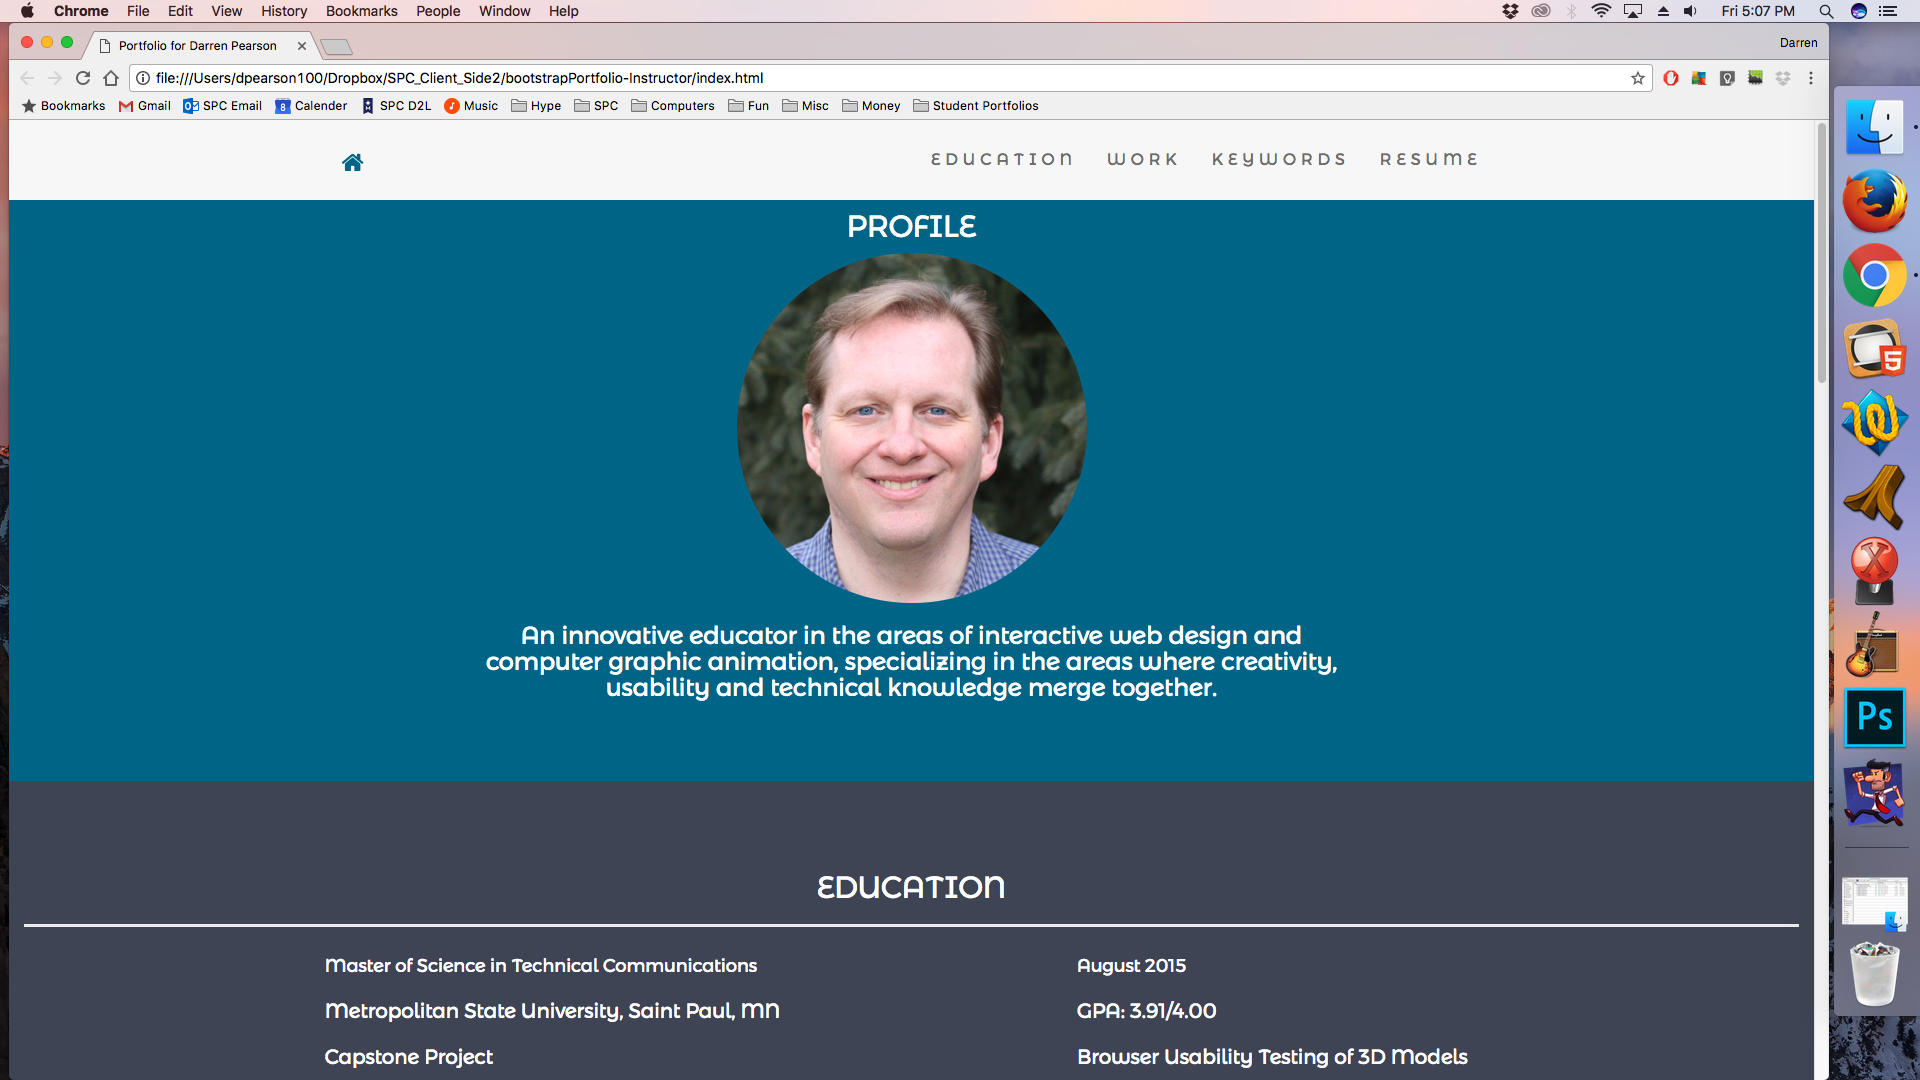 Chrome File Edit View History Bookmarks People Window Help Fri 5:07 PM
Portfolio for Darren Pearson Darren
file:///Users/dpearson100/Dropbox/SPC_Client_Side2/bootstrapPortfolio-Instructor/index.html
Bookmarks Gmail SPC Email 8 Calender SPC D2L Music Hype SPC Computers Fun Misc Money Student Portfolios
EDUCATION WORK KEYWORDS RESUME
PROFILE
An innovative educator in the areas of interactive web design and
computer graphic animation, specializing in the areas where creativity,
usability and technical knowledge merge together.
EDUCATION
Master of Science in Technical Communications August 2015
Metropolitan State University, Saint Paul, MN GPA: 3.91/4.00
Capstone Project Browser Usability Testing of 3D Models
5
X
Ps